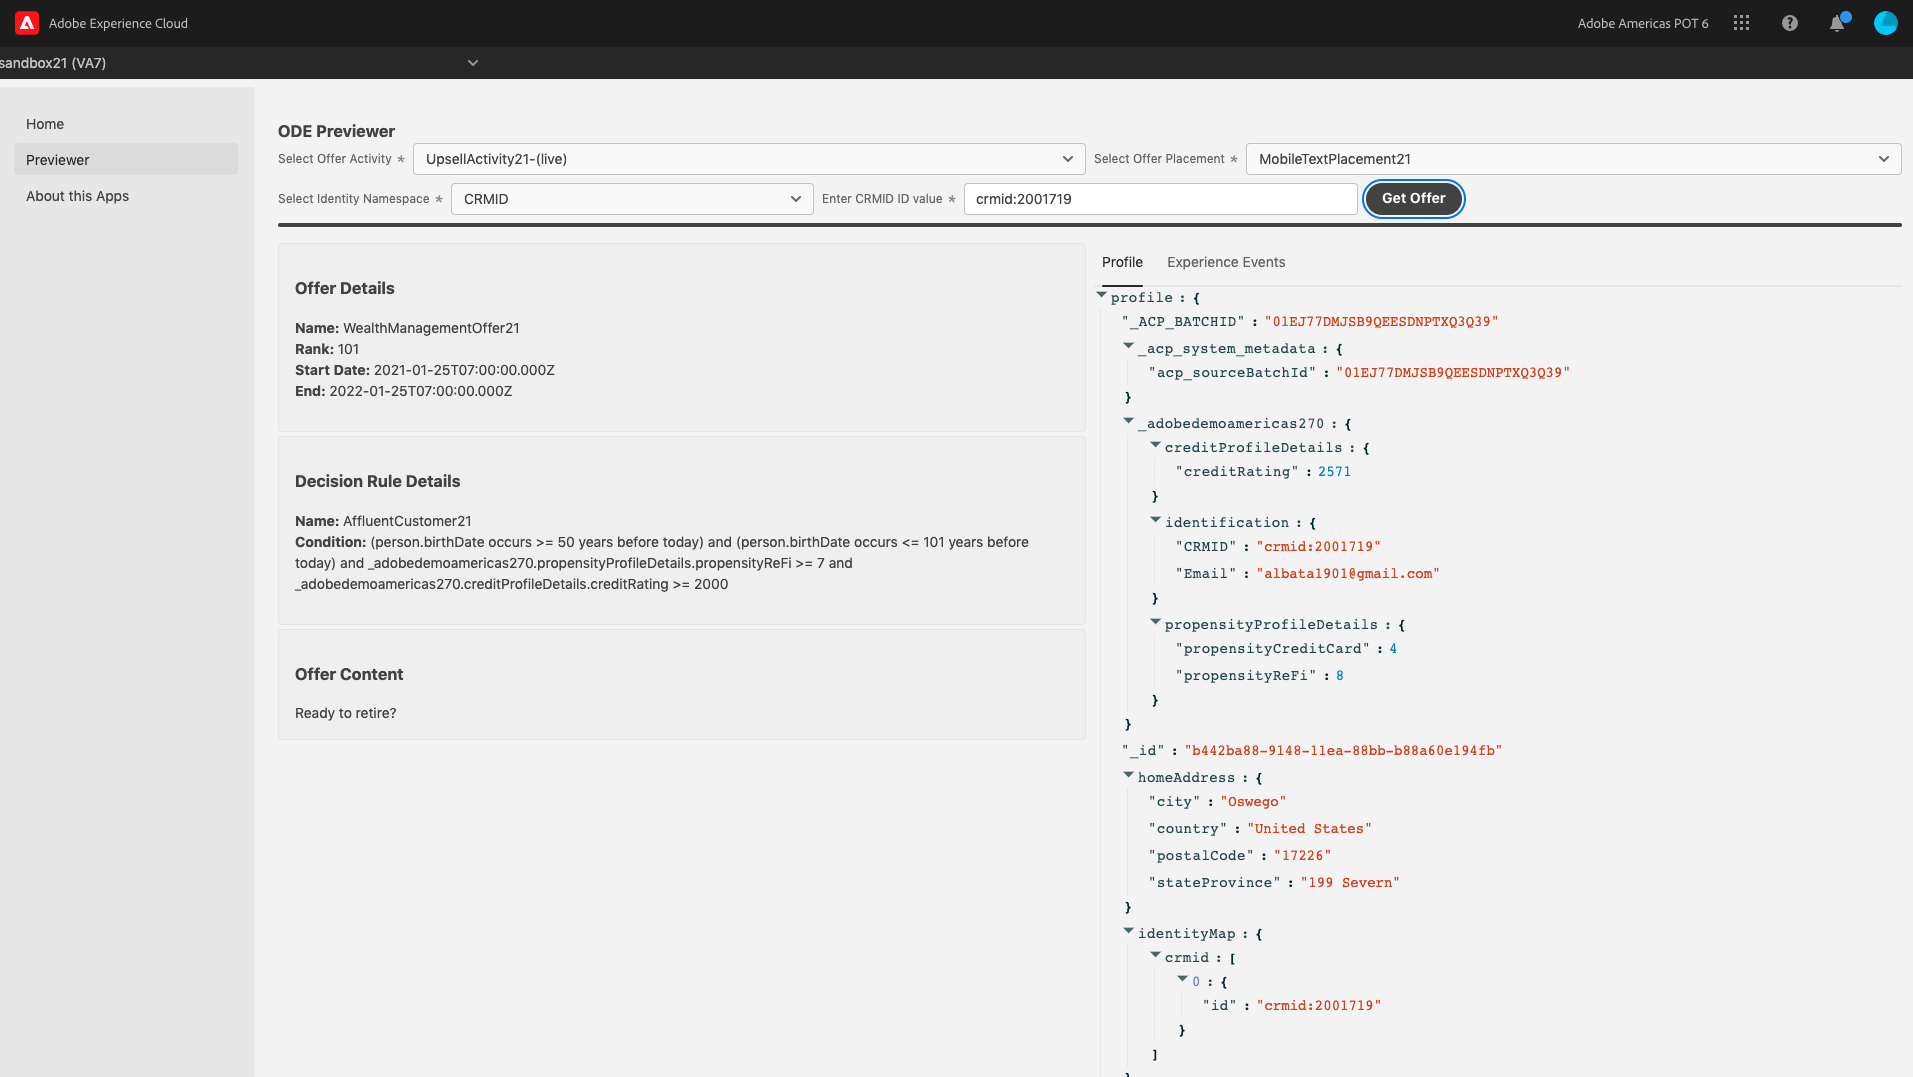 Adobe Experience Cloud
Adobe Americas POT 6
sandbox21 (VA7)
Home
Previewer
About this Apps
ODE Previewer
Select Offer Activity * UpsellActivity21-(live) Select Offer Placement * MobileTextPlacement21
Select Identity Namespace * CRMID Enter CRMID ID value * crmid:2001719 Get Offer
Offer Details
Name: WealthManagementOffer21
Rank: 101
Start Date: 2021-01-25T07:00:00.000Z
End: 2022-01-25T07:00:00.000Z
Decision Rule Details
Name: AffluentCustomer21
Condition: (person.birthDate occurs >= 50 years before today) and (person.birthDate occurs <= 101 years before
today) and _adobedemoamericas270.propensityProfileDetails.propensityReFi >= 7 and
_adobedemoamericas270.creditProfileDetails.creditRating >= 2000
Offer Content
Ready to retire?
Profile Experience Events
profile : {
"_ACP_BATCHID" : "01EJ77DMJSB9QEESDNPTXQ3Q39"
_acp_system_metadata : {
"acp_sourceBatchId" : "01EJ77DMJSB9QEESDNPTXQ3Q39"
}
_adobedemoamericas270 : {
creditProfileDetails : {
"creditRating" : 2571
}
identification : {
"CRMID" : "crmid:2001719"
"Email" : "albata1901@gmail.com"
}
propensityProfileDetails : {
"propensityCreditCard" : 4
"propensityReFi" : 8
}
}
"_id" : "b442ba88-9148-11ea-88bb-b88a60e194fb"
homeAddress : {
"city" : "Oswego"
"country" : "United States"
"postalCode" : "17226"
"stateProvince" : "199 Severn"
}
identityMap : {
crmid : [
0 : {
"id" : "crmid:2001719"
}
]